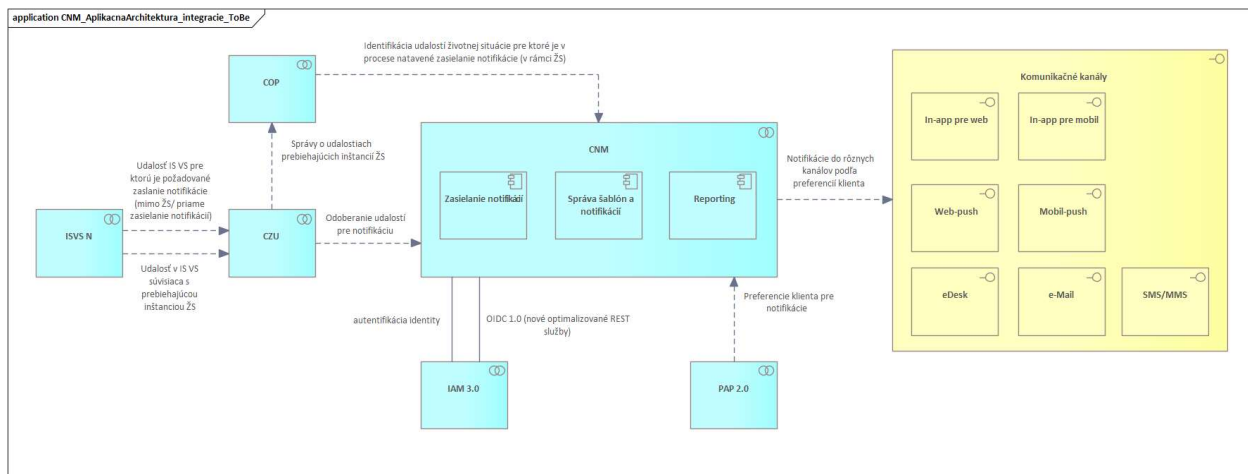 application CNM_AplikacnaArchitektura_integracie_ToBe
Identifikácia udalostí životnej situácie pre ktoré je v
procese natavené zasielanie notifikácie (v rámci ŽS)
COP
Komunikačné kanály
In-app pre web
In-app pre mobil
Správy o udalostiach
prebiehajúcich inštancií ŽS
CNM
Zasielanie notifikácií
Správa šablón a
notifikácií
Reporting
Notifikácie do rôznych
kanálov podľa
preferencií klienta
Udalosť IS VS pre
ktorú je požadované
zaslanie notifikácie
(mimo ŽS/ priame
zasielanie notifikácií)
ISVS N
CZU
Odoberanie udalostí
pre notifikáciu
Web-push
Mobil-push
Udalosť v IS VS
súvisiaca s
prebiehajúcou
inštanciou ŽS
eDesk
e-Mail
SMS/MMS
autentifikácia identity
OIDC 1.0 (nové optimalizované REST
služby)
Preferencie klienta pre
notifikácie
IAM 3.0
PAP 2.0